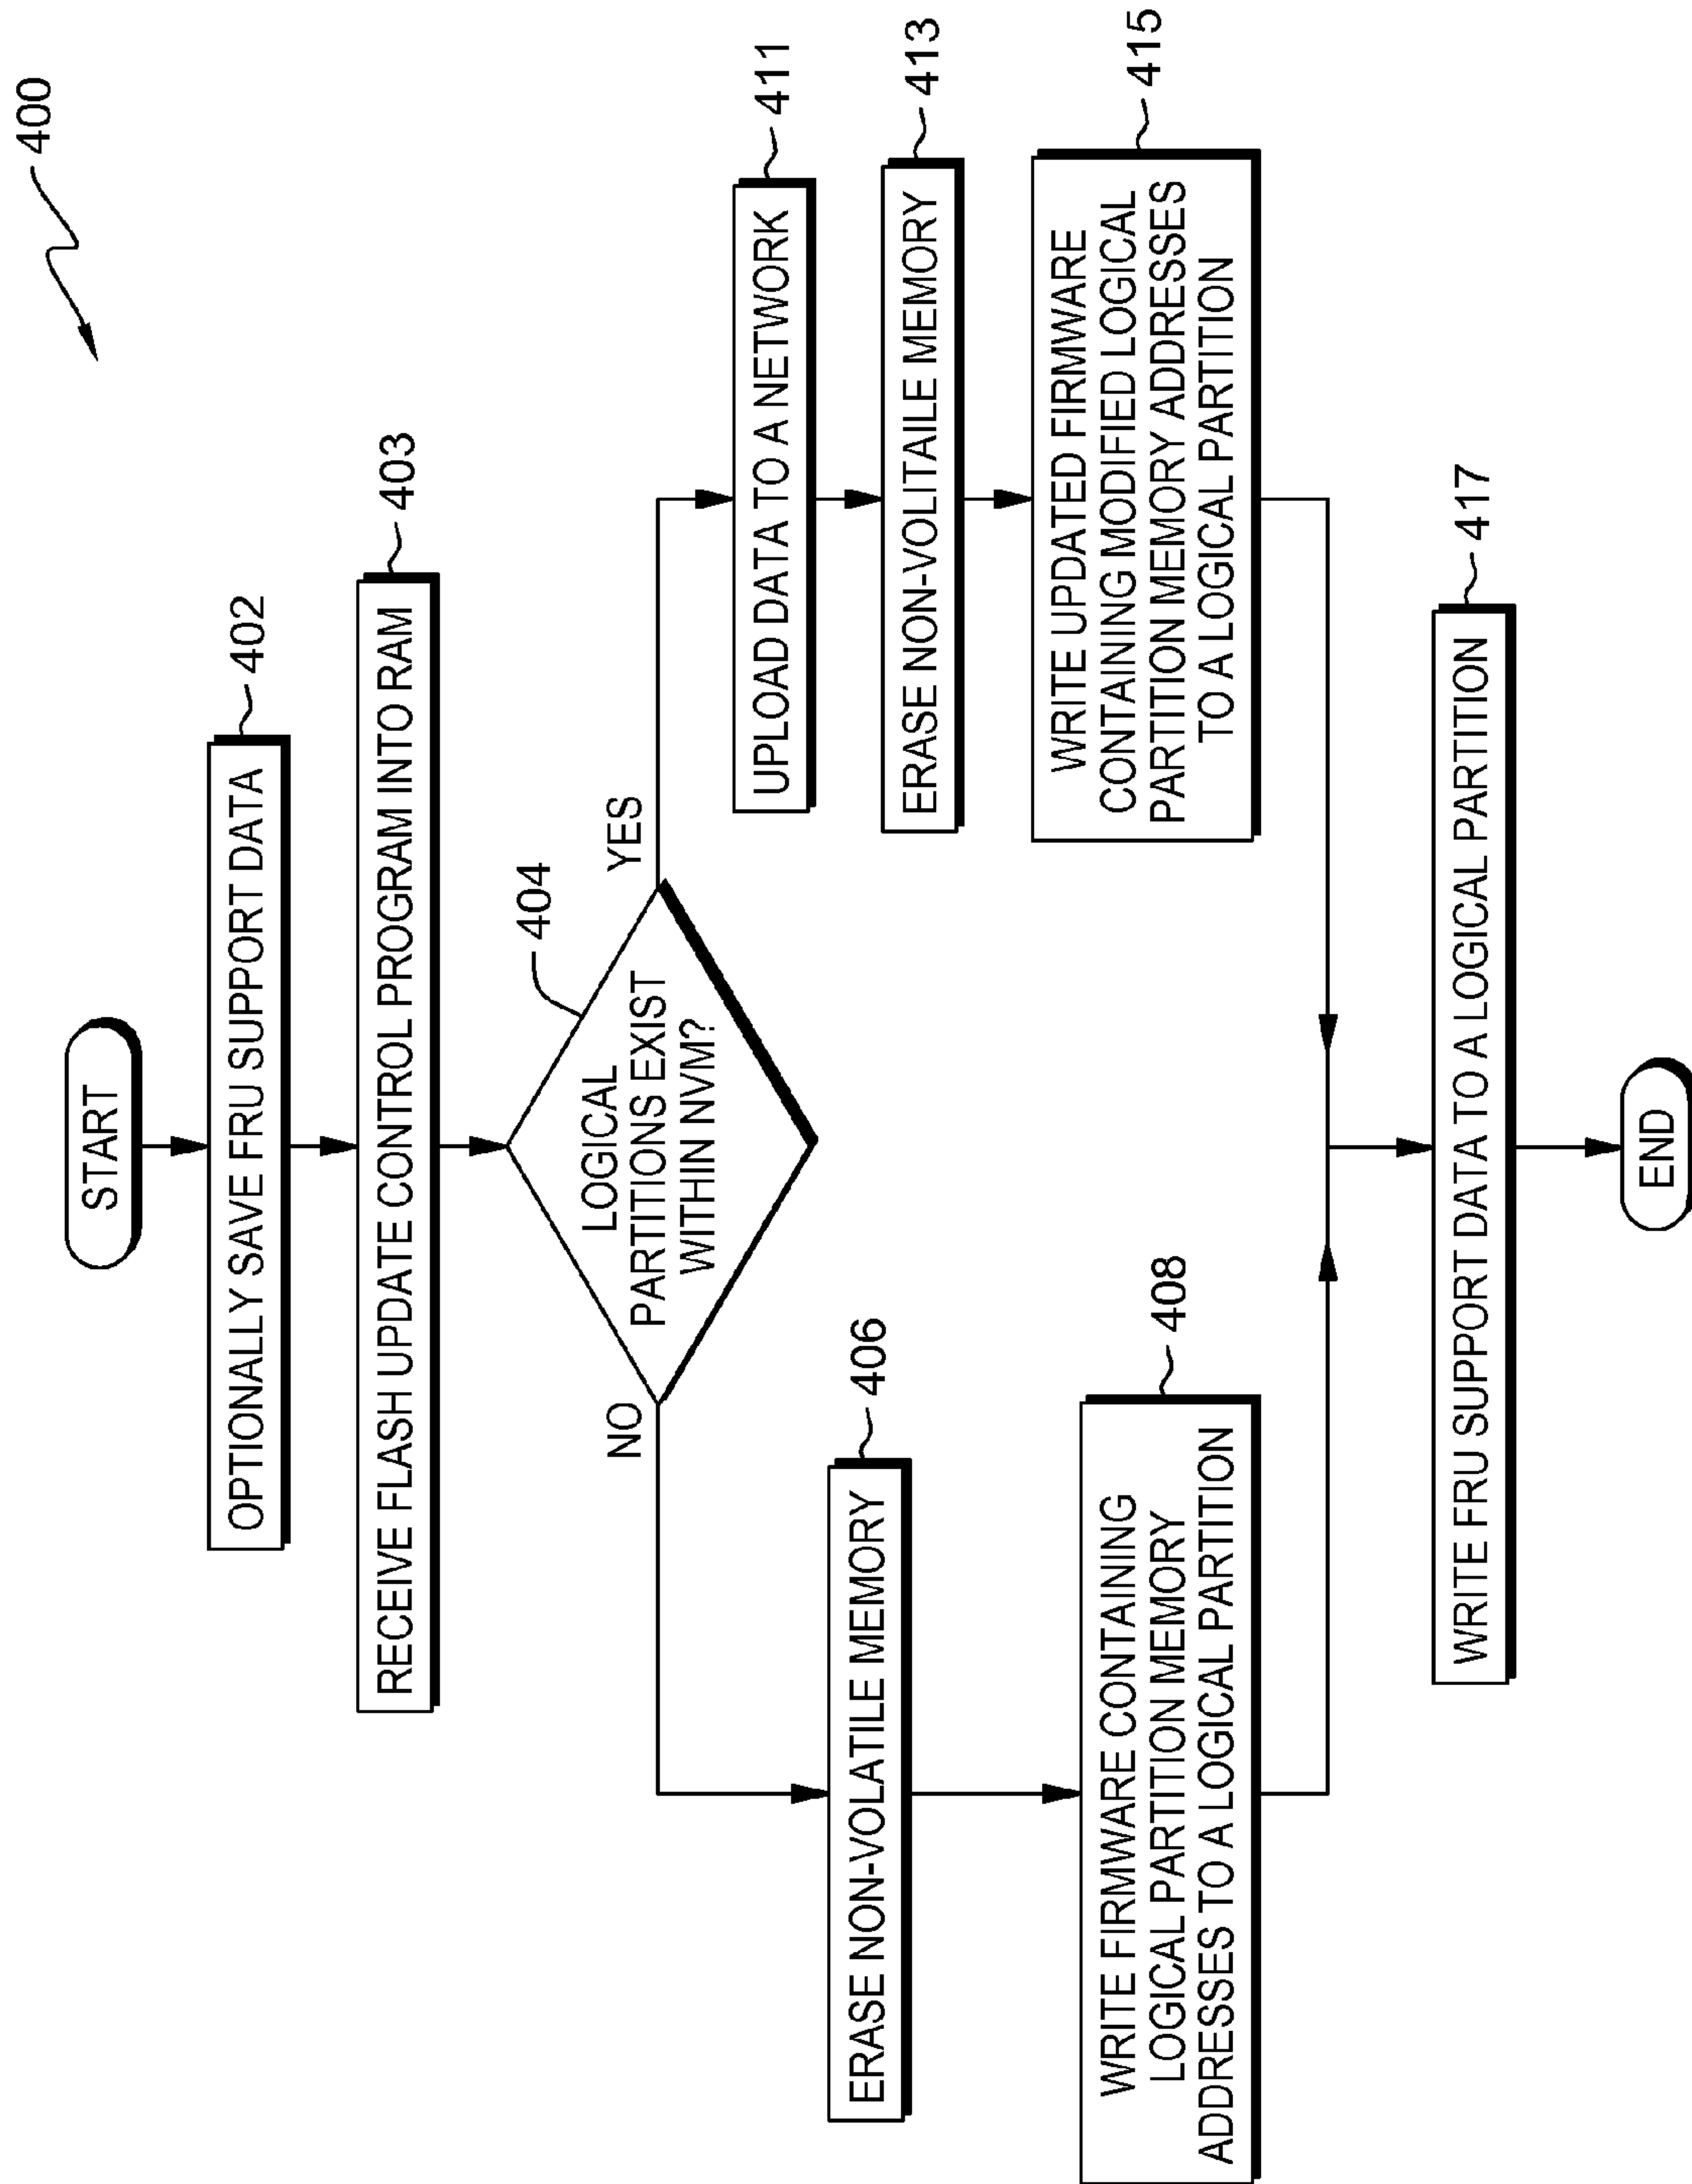 400
START
OPTIONALLY SAVE FRU SUPPORT DATA
402
RECEIVE FLASH UPDATE CONTROL PROGRAM INTO RAM
403
LOGICAL
PARTITIONS EXIST
WITHIN NVM?
404
NO
YES
ERASE NON-VOLATILE MEMORY
406
WRITE FIRMWARE CONTAINING
LOGICAL PARTITION MEMORY
ADDRESSES TO A LOGICAL PARTITION
408
UPLOAD DATA TO A NETWORK
411
ERASE NON-VOLITAILE MEMORY
413
WRITE UPDATED FIRMWARE
CONTAINING MODIFIED LOGICAL
PARTITION MEMORY ADDRESSES
TO A LOGICAL PARTITION
415
WRITE FRU SUPPORT DATA TO A LOGICAL PARTITION
417
END